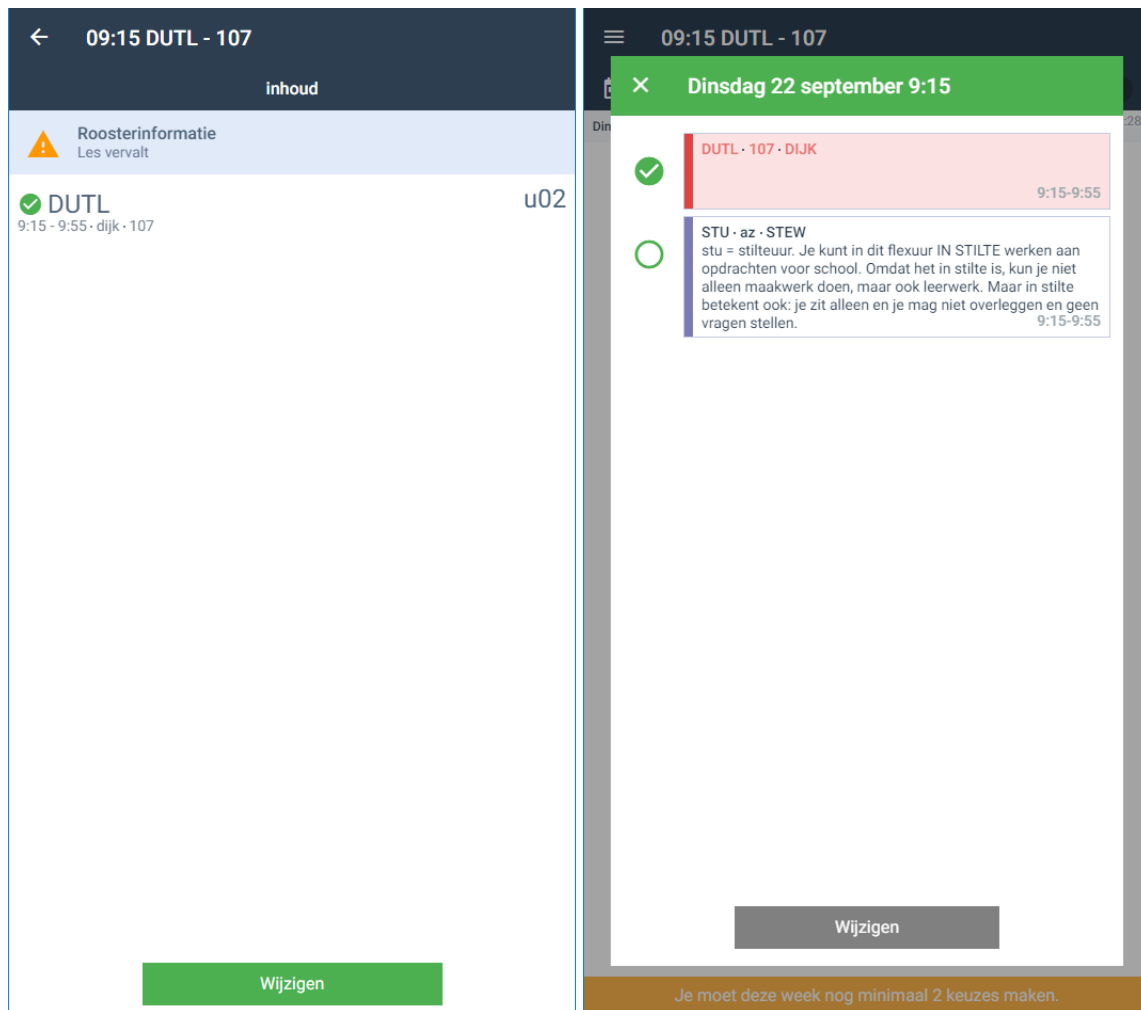 09:15 DUTL - 107
inhoud
Roosterinformatie
Les vervalt
DUTL
u02
9:15 - 9:55 · dijk · 107
Wijzigen
09:15 DUTL - 107
Dinsdag 22 september 9:15
Din
:28
DUTL · 107 · DIJK
9:15-9:55
STU · az · STEW
stu = stilteuur. Je kunt in dit flexuur IN STILTE werken aan
opdrachten voor school. Omdat het in stilte is, kun je niet
alleen maakwerk doen, maar ook leerwerk. Maar in stilte
betekent ook: je zit alleen en je mag niet overleggen en geen
vragen stellen.
9:15-9:55
Wijzigen
Je moet deze week nog minimaal 2 keuzes maken.